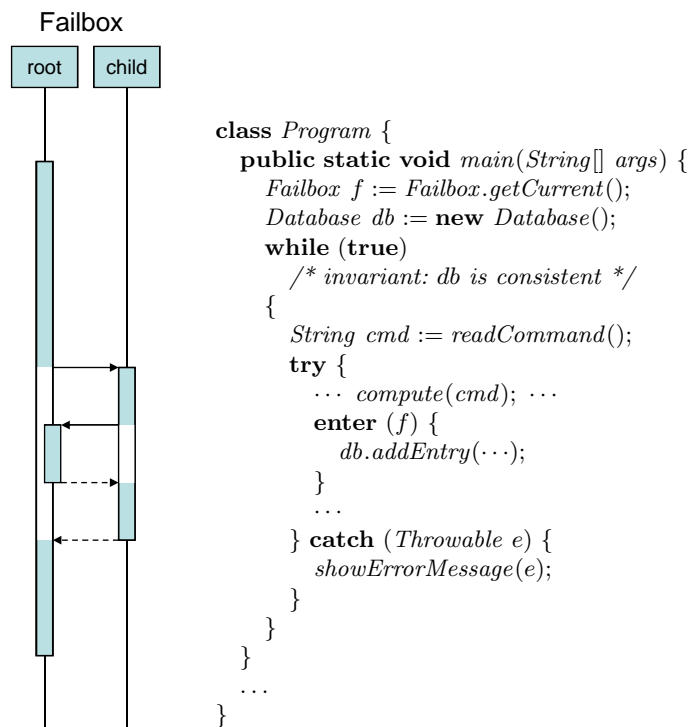 Failbox
root child
class Program {
public static void main(String[] args) {
Failbox f := Failbox.getCurrent();
Database db := new Database();
while (true)
/* invariant: db is consistent */
{
String cmd := readCommand();
try {
··· compute(cmd); ···
enter (f) {
db.addEntry(···);
}
...
} catch (Throwable e) {
showErrorMessage(e);
}
}
}
...
}